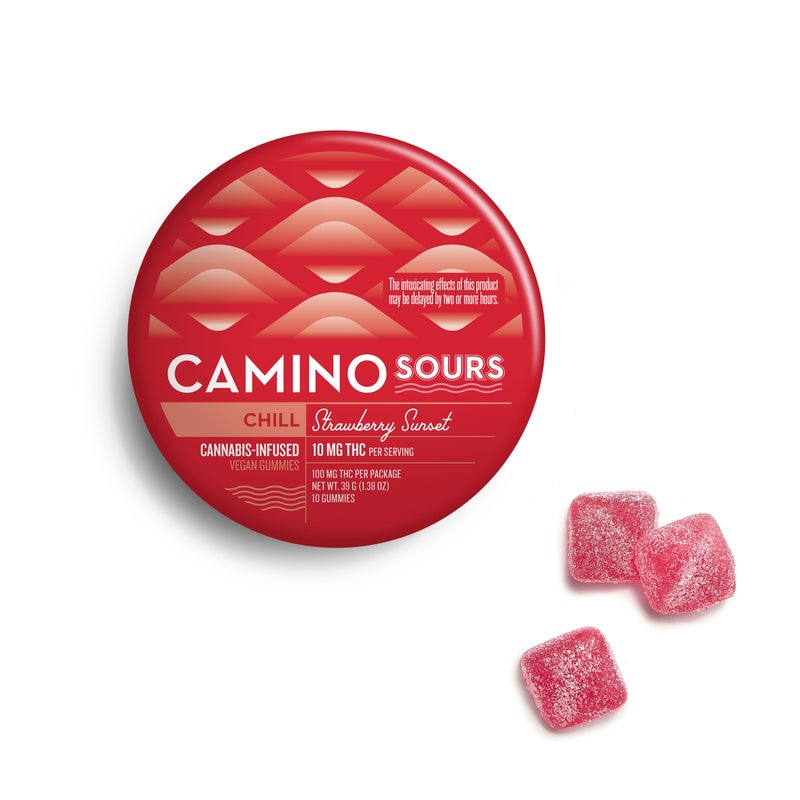 The intoxicating effects of this product
may be delayed by two or more hours.
CAMINO SOURS
CHILL Strawberry Sunset
CANNABIS-INFUSED
VEGAN GUMMIES
10 MG THC PER SERVING
100 MG THC PER PACKAGE
NET WT. 39 G (1.38 OZ)
10 GUMMIES